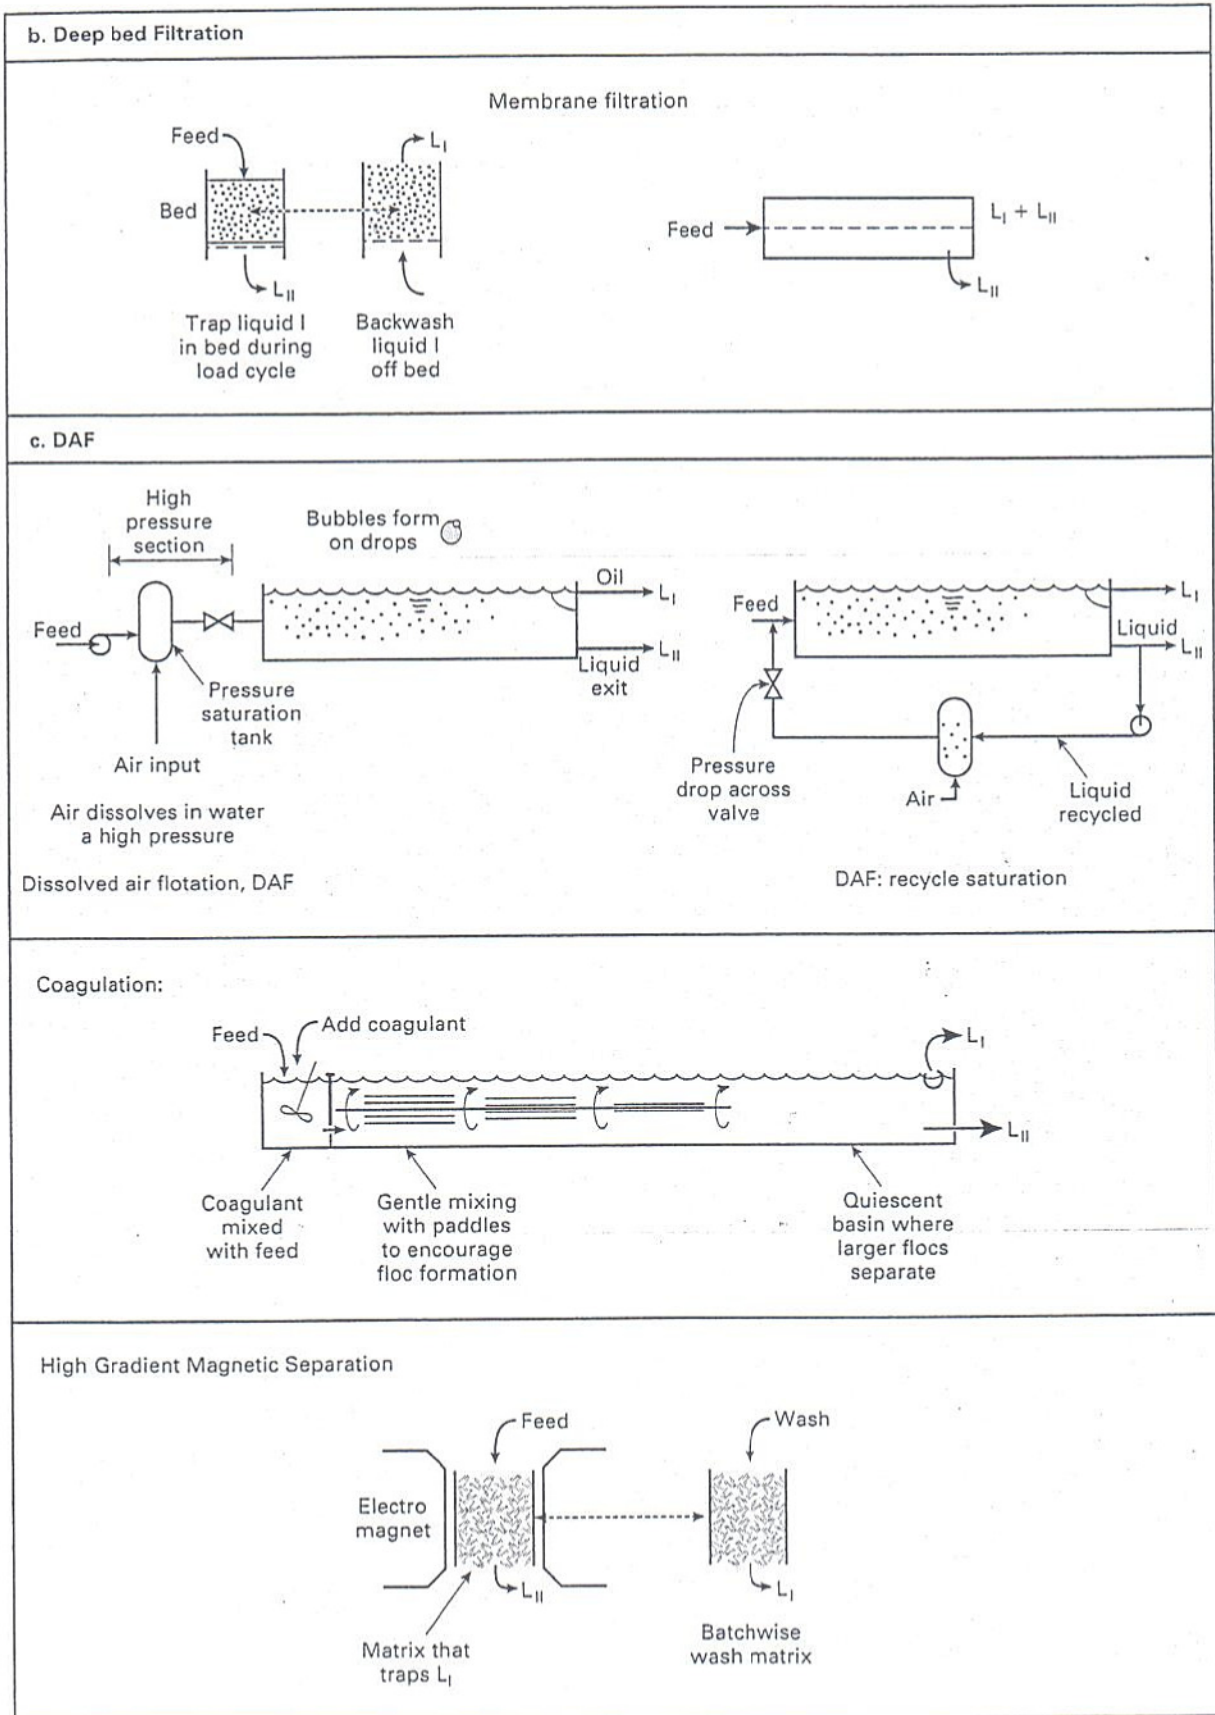 b. Deep bed Filtration
Membrane filtration
Feed
L_I
Bed
L_II
Trap liquid I
in bed during
load cycle
Backwash
liquid I
off bed
Feed
L_I + L_II
L_II
c. DAF
High
pressure
section
Bubbles form
on drops
Feed
Oil
L_I
L_II
Liquid
exit
Pressure
saturation
tank
Air input
Air dissolves in water
a high pressure
Dissolved air flotation, DAF
Feed
L_I
Liquid
L_II
Pressure
drop across
valve
Air
Liquid
recycled
DAF: recycle saturation
Coagulation:
Feed
Add coagulant
L_I
L_II
Coagulant
mixed
with feed
Gentle mixing
with paddles
to encourage
floc formation
Quiescent
basin where
larger flocs
separate
High Gradient Magnetic Separation
Feed
Wash
Electro
magnet
L_II
L_I
Matrix that
traps L_I
Batchwise
wash matrix